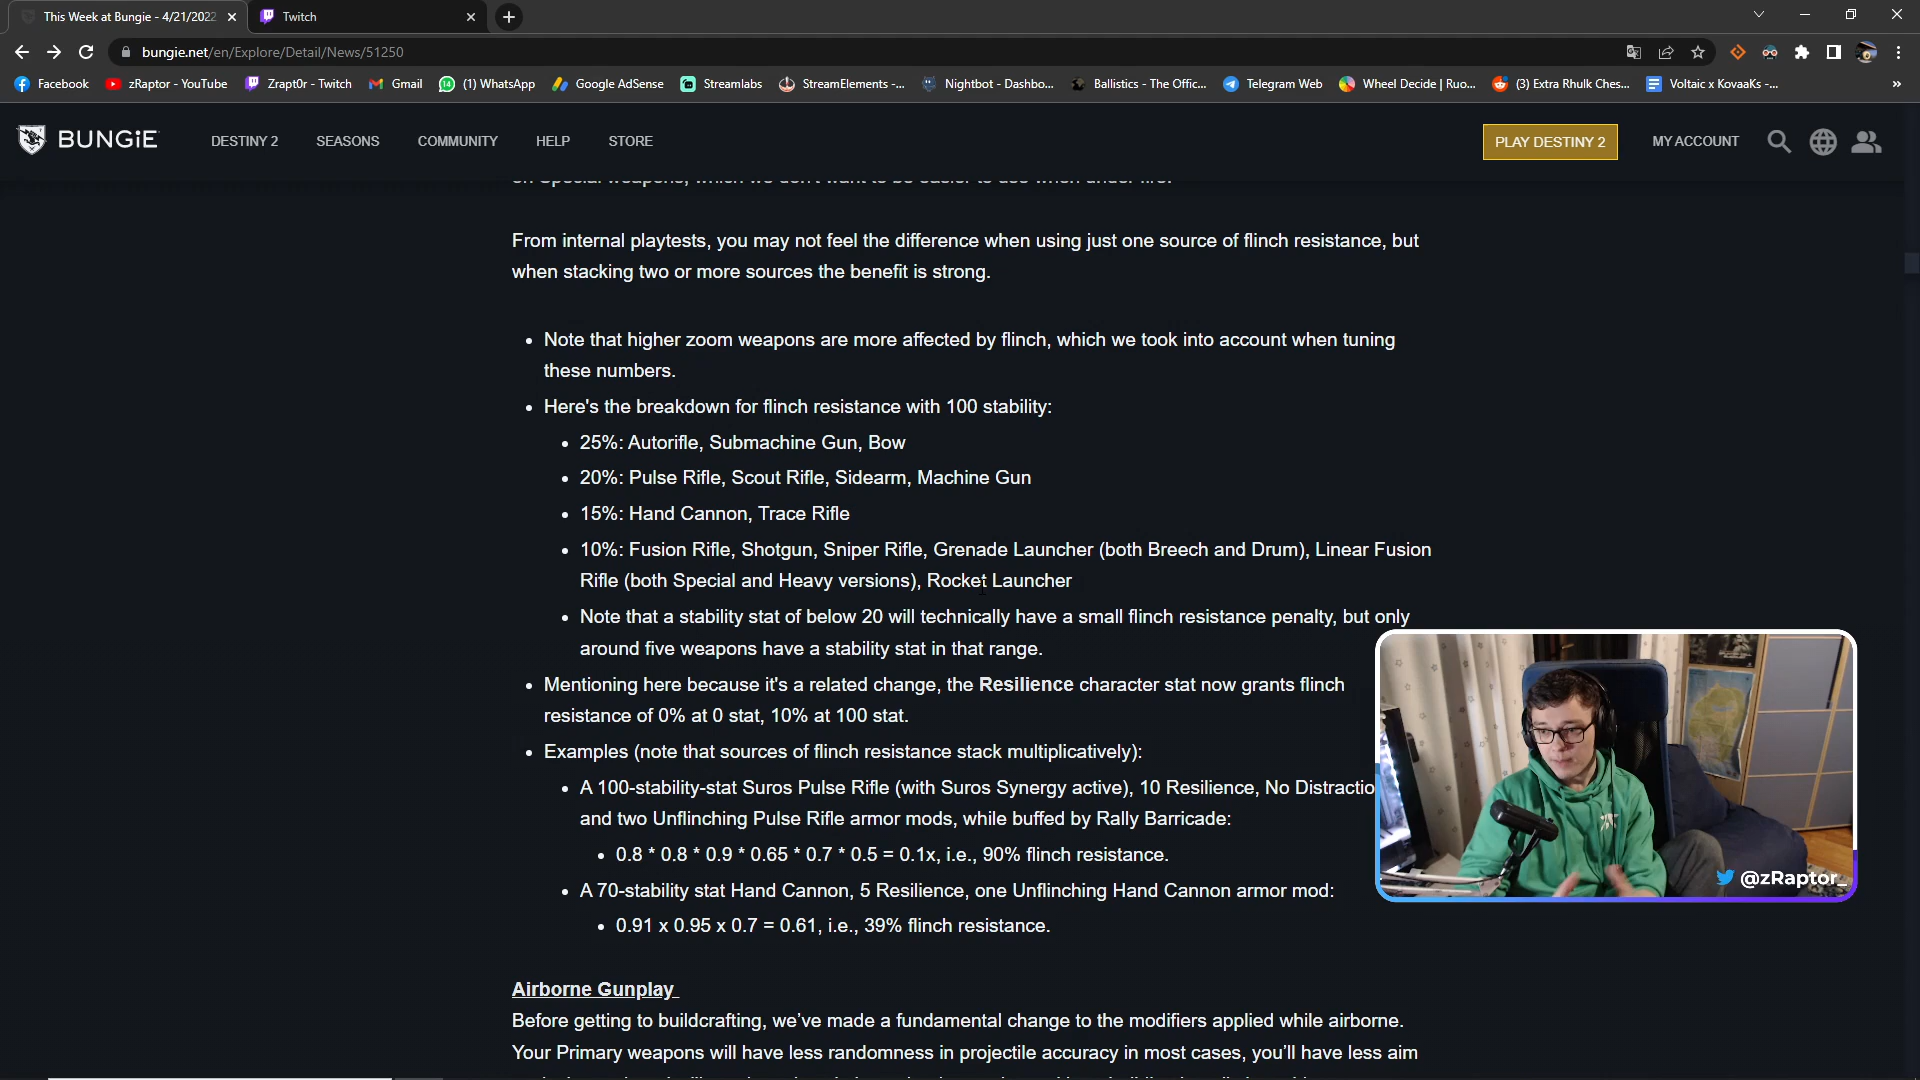 This Week at Bungie - 4/21/2022
Twitch
bungie.net/en/Explore/Detail/News/51250
Facebook
zRaptor - YouTube
Zrapt0r - Twitch
Gmail
(1) WhatsApp
Google AdSense
Streamlabs
StreamElements -...
Nightbot - Dashbo...
Ballistics - The Offic...
Telegram Web
Wheel Decide | Ruo...
(3) Extra Rhulk Ches...
Voltaic x KovaaKs -...
BUNGiE
DESTINY 2
SEASONS
COMMUNITY
HELP
STORE
PLAY DESTINY 2
MY ACCOUNT
From internal playtests, you may not feel the difference when using just one source of flinch resistance, but
when stacking two or more sources the benefit is strong.
• Note that higher zoom weapons are more affected by flinch, which we took into account when tuning
these numbers.
• Here's the breakdown for flinch resistance with 100 stability:
• 25%: Autorifle, Submachine Gun, Bow
• 20%: Pulse Rifle, Scout Rifle, Sidearm, Machine Gun
• 15%: Hand Cannon, Trace Rifle
• 10%: Fusion Rifle, Shotgun, Sniper Rifle, Grenade Launcher (both Breech and Drum), Linear Fusion
Rifle (both Special and Heavy versions), Rocket Launcher
• Note that a stability stat of below 20 will technically have a small flinch resistance penalty, but only
around five weapons have a stability stat in that range.
• Mentioning here because it's a related change, the Resilience character stat now grants flinch
resistance of 0% at 0 stat, 10% at 100 stat.
• Examples (note that sources of flinch resistance stack multiplicatively):
• A 100-stability-stat Suros Pulse Rifle (with Suros Synergy active), 10 Resilience, No Distractio
and two Unflinching Pulse Rifle armor mods, while buffed by Rally Barricade:
• 0.8 * 0.8 * 0.9 * 0.65 * 0.7 * 0.5 = 0.1x, i.e., 90% flinch resistance.
• A 70-stability stat Hand Cannon, 5 Resilience, one Unflinching Hand Cannon armor mod:
• 0.91 x 0.95 x 0.7 = 0.61, i.e., 39% flinch resistance.
@zRaptor_
Airborne Gunplay
Before getting to buildcrafting, we've made a fundamental change to the modifiers applied while airborne.
Your Primary weapons will have less randomness in projectile accuracy in most cases, you'll have less aim